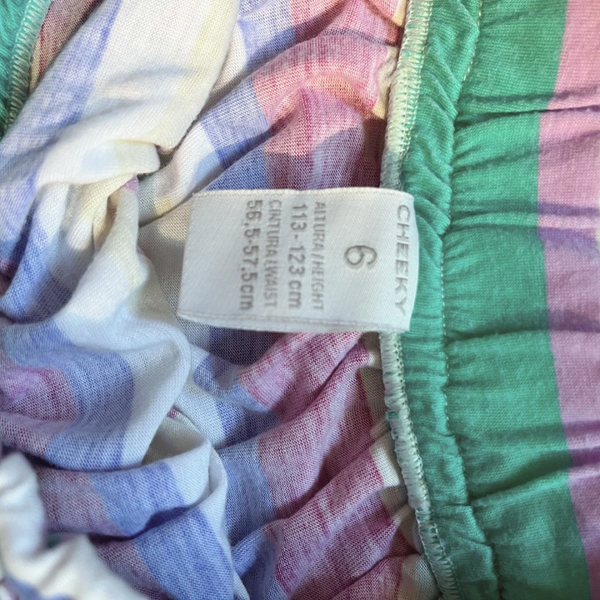 CHEEKY
6
ALTURA/HEIGHT
113-123 cm
CINTURA/WAIST
56,5-57,5cm